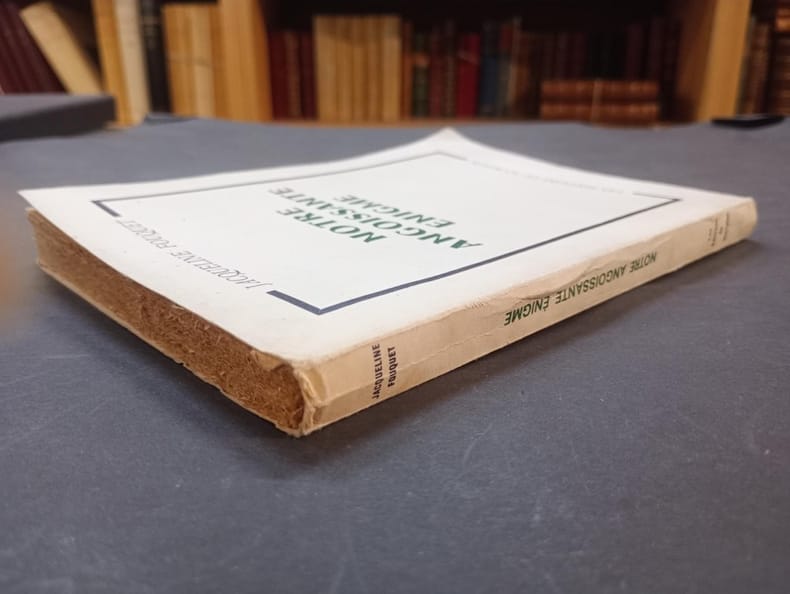 JACQUELINE FOUQUET
NOTRE
ANGOISSANTE
ÉNIGME
JACQUELINE
FOUQUET
NOTRE ANGOISSANTE ÉNIGME